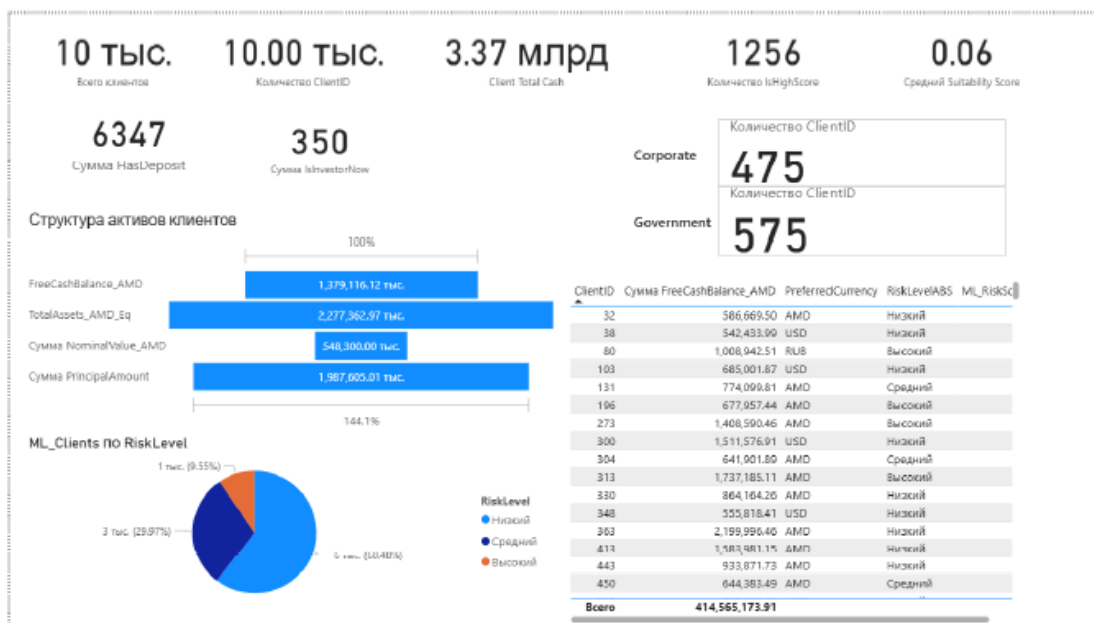 10 тыс.
Всего клиентов
10.00 тыс.
Количество ClientID
3.37 млрд
Client Total Cash
1256
Количество IsHighScore
0.06
Средний Suitability Score
6347
Сумма HasDeposit
350
Сумма IsInvestorNow
Corporate
Количество ClientID
475
Government
Количество ClientID
575
Структура активов клиентов
100%
FreeCashBalance_AMD 1,379,116.12 тыс.
TotalAssets_AMD_Eq 2,277,362.97 тыс.
Сумма NominalValue_AMD 548,300.00 тыс.
Сумма PrincipalAmount 1,987,605.01 тыс.
144.1%
ML_Clients по RiskLevel
1 тыс. (9.55%)
3 тыс. (29.97%)
RiskLevel
Низкий
Средний
Высокий
ClientID Сумма FreeCashBalance_AMD PreferredCurrency RiskLevelABS ML_RiskSc
32 586,669.50 AMD Низкий
38 542,433.99 USD Низкий
80 1,008,942.51 RUB Высокий
103 685,001.87 USD Низкий
131 774,099.81 AMD Средний
196 677,957.44 AMD Высокий
273 1,408,590.46 AMD Высокий
300 1,511,576.91 USD Низкий
304 641,901.89 AMD Средний
313 1,737,185.11 AMD Высокий
330 864,164.26 AMD Низкий
348 555,818.41 USD Низкий
363 2,199,996.46 AMD Низкий
413 1,583,981.15 AMD Низкий
443 933,871.73 AMD Низкий
450 644,383.49 AMD Средний
Всего 414,565,173.91